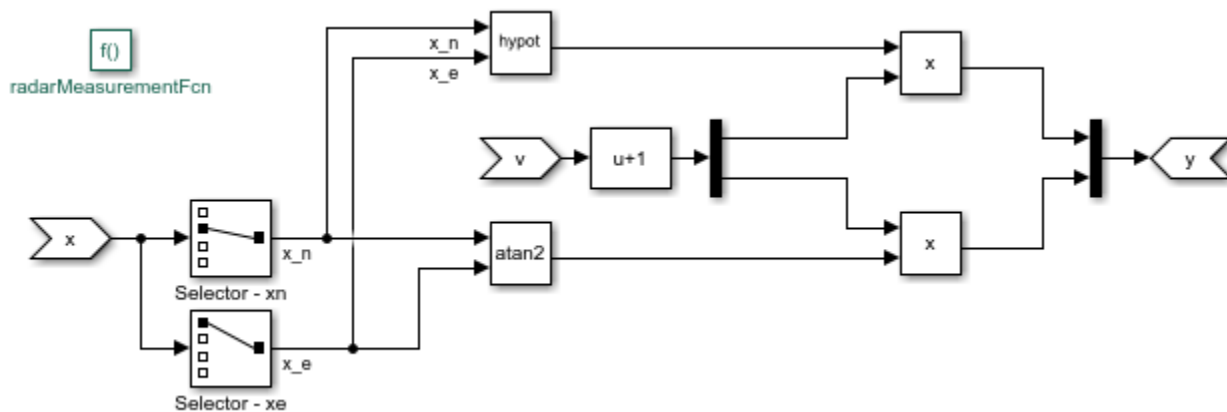 f()
radarMeasurementFcn
hypot
x_n
x_e
x
v
u+1
y
x
x_n
Selector - xn
atan2
x
x_e
Selector - xe